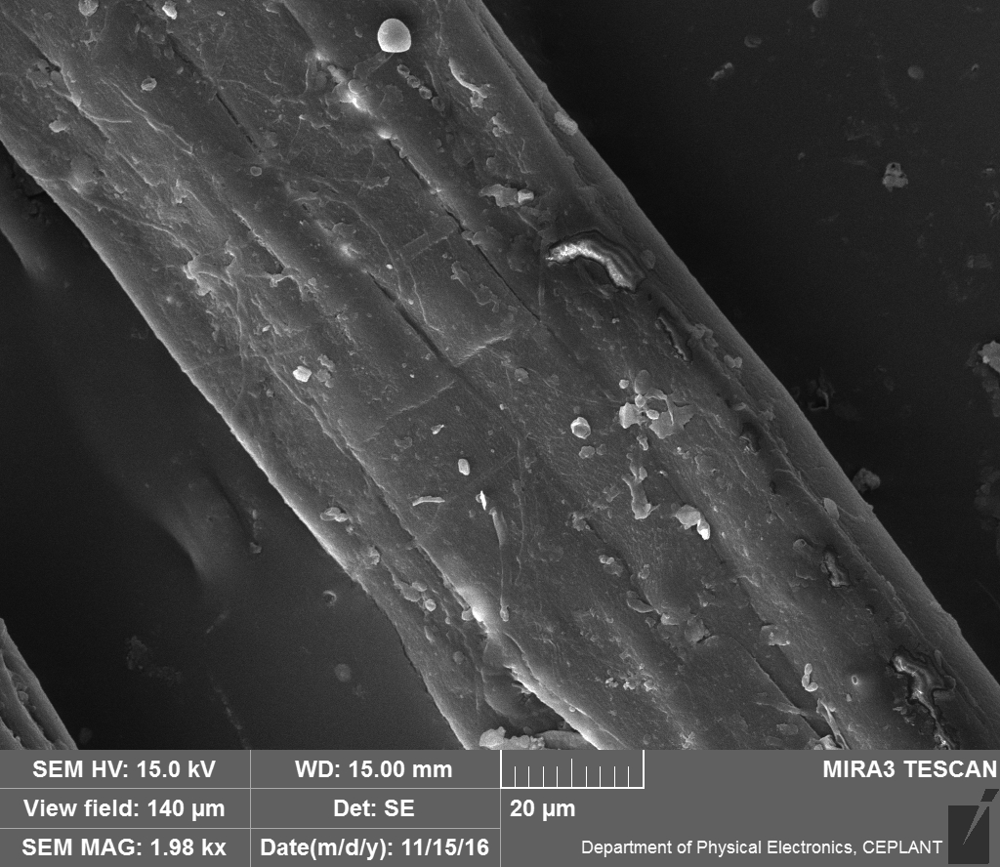 SEM HV: 15.0 kV
WD: 15.00 mm
MIRA3 TESCAN
View field: 140 µm
Det: SE
20 µm
SEM MAG: 1.98 kx
Date(m/d/y): 11/15/16
Department of Physical Electronics, CEPLANT